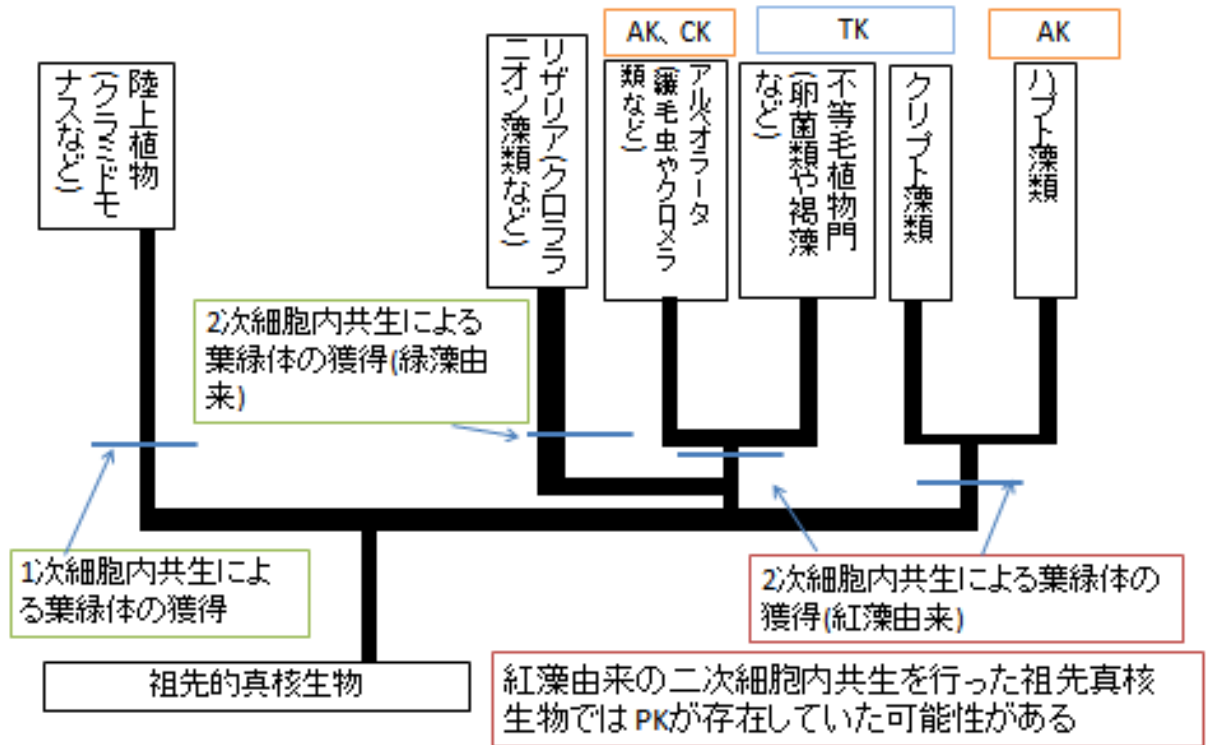 AK、CK
TK
AK
陸上植物
(クラミドモ
ナスなど)
リザリア(クロララ
ニオン藻類など)
アルベオラータ
(繊毛虫やクロメラ
類など)
不等毛植物門
(卵菌類や褐藻
など)
クリプト藻類
ハプト藻類
2次細胞内共生による
葉緑体の獲得(緑藻由
来)
1次細胞内共生によ
る葉緑体の獲得
2次細胞内共生による葉緑体の
獲得(紅藻由来)
祖先的真核生物
紅藻由来の二次細胞内共生を行った祖先真核
生物ではPKが存在していた可能性がある